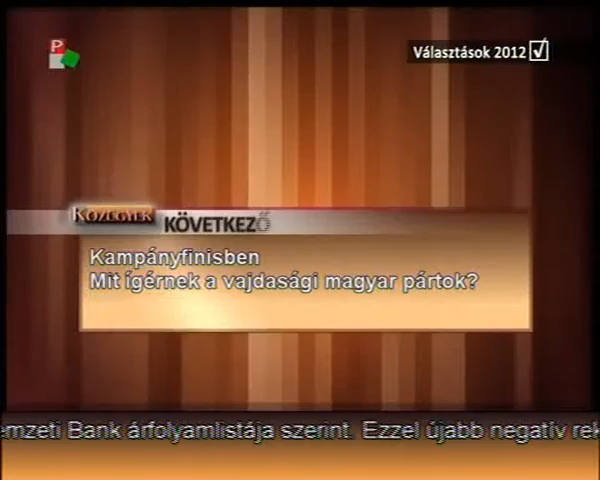 P
Választások 2012
KÖZÜGYEK
KÖVETKEZŐ
Kampányfinisben
Mit ígérnek a vajdasági magyar pártok?
emzeti Bank árfolyamlistája szerint. Ezzel újabb negatív rek